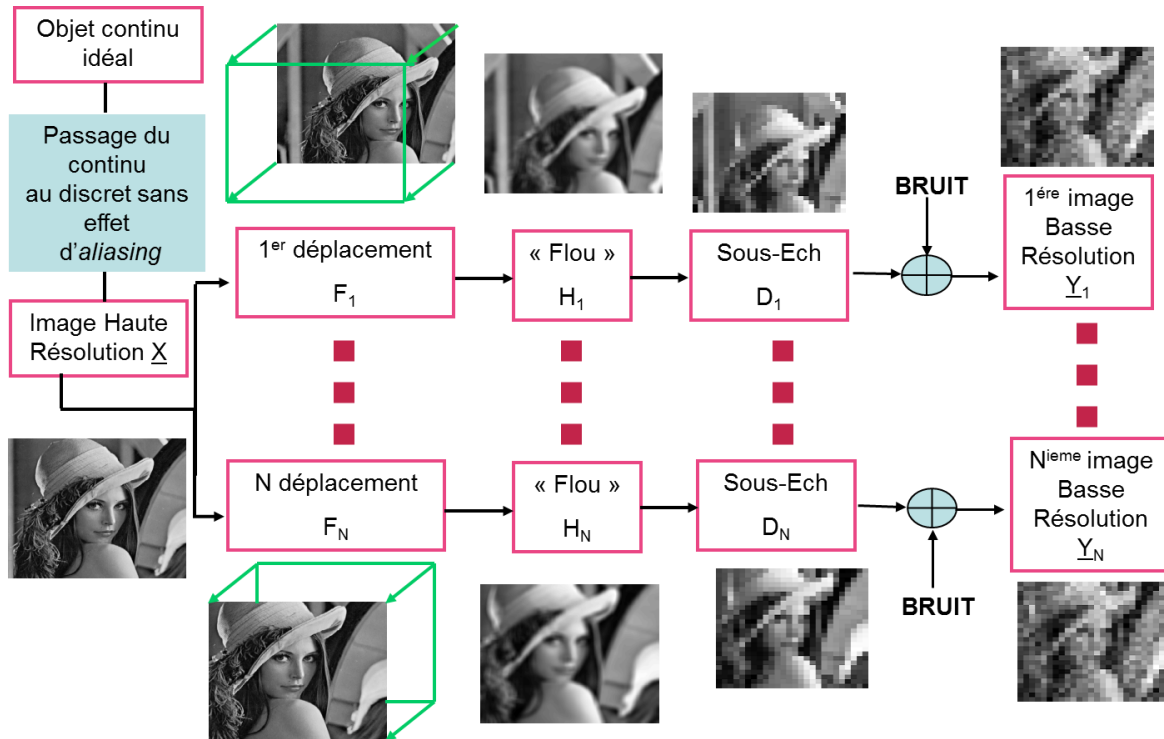 Objet continu
idéal
Passage du
continu
au discret sans
effet
d'aliasing
Image Haute
Résolution X
1er déplacement
F1
« Flou »
H1
Sous-Ech
D1
BRUIT
1ére image
Basse
Résolution
Y1
N déplacement
FN
« Flou »
HN
Sous-Ech
DN
BRUIT
Nieme image
Basse
Résolution
YN